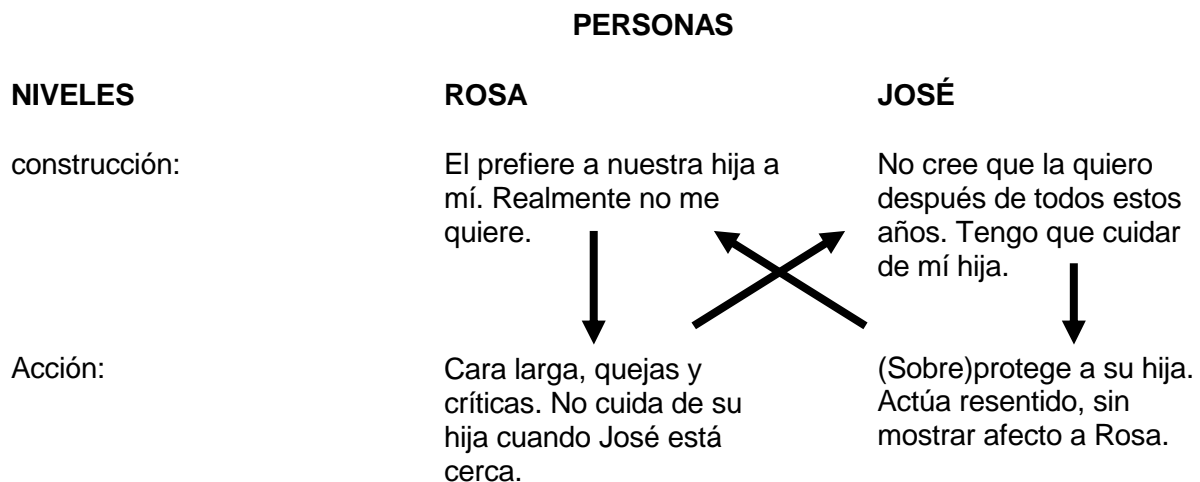 PERSONAS
NIVELES ROSA JOSÉ
construcción:
El prefiere a nuestra hija a
mí. Realmente no me
quiere.
No cree que la quiero
después de todos estos
años. Tengo que cuidar
de mí hija.
Acción:
Cara larga, quejas y
críticas. No cuida de su
hija cuando José está
cerca.
(Sobre)protege a su hija.
Actúa resentido, sin
mostrar afecto a Rosa.